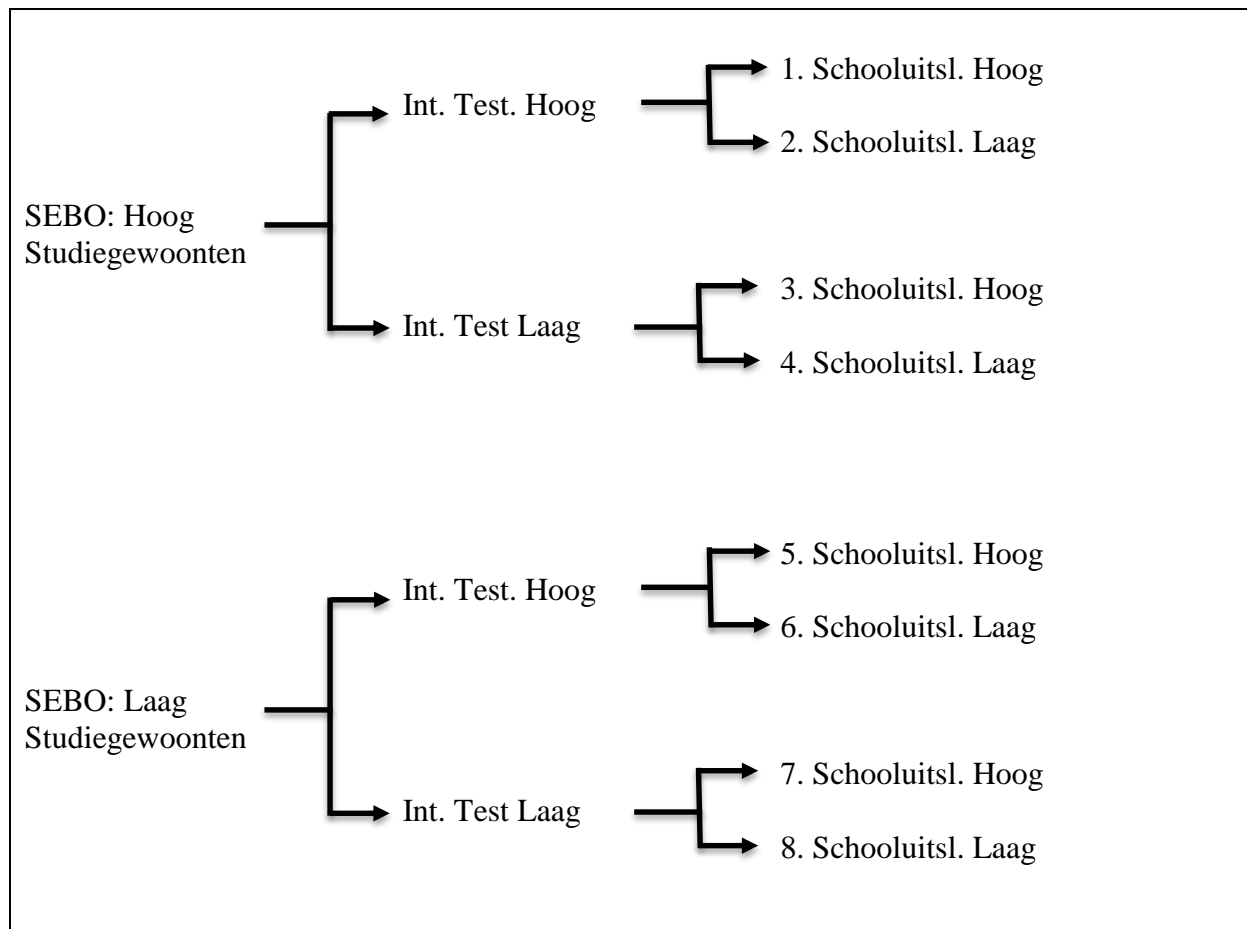 1. Schooluitsl. Hoog
Int. Test. Hoog
2. Schooluitsl. Laag
SEBO: Hoog
Studiegewoonten
3. Schooluitsl. Hoog
Int. Test Laag
4. Schooluitsl. Laag
5. Schooluitsl. Hoog
Int. Test. Hoog
6. Schooluitsl. Laag
SEBO: Laag
Studiegewoonten
7. Schooluitsl. Hoog
Int. Test Laag
8. Schooluitsl. Laag